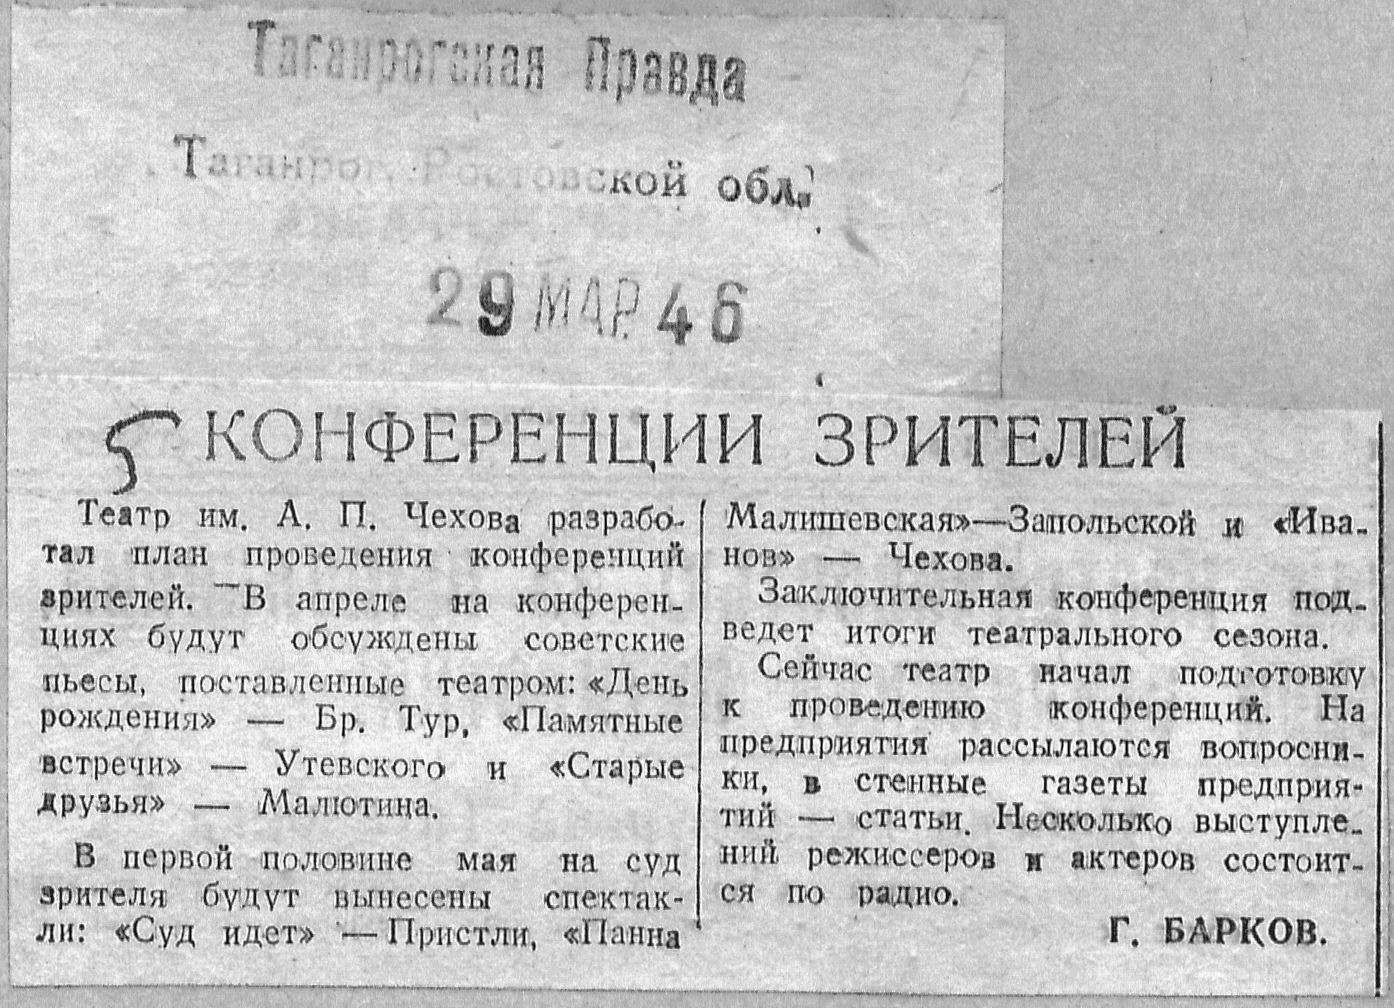 Таганрогская Правда
Таганрог, Ростовской обл.
29 МАР 46
КОНФЕРЕНЦИИ ЗРИТЕЛЕЙ
Театр им. А. П. Чехова разрабо-
тал план проведения конференций
зрителей. В апреле на конферен-
циях будут обсуждены советские
пьесы, поставленные театром: «День
рождения» — Бр. Тур, «Памятные
встречи» — Утевского и «Старые
друзья» — Малютина.
В первой половине мая на суд
зрителя будут вынесены спектак-
ли: «Суд идет» — Пристли, «Панна
Малишевская»—Запольской и «Ива-
нов» — Чехова.
Заключительная конференция под-
ведет итоги театрального сезона.
Сейчас театр начал подготовку
к проведению конференций. На
предприятия рассылаются вопросни-
ки, в стенные газеты предприя-
тий — статьи. Несколько выступле-
ний режиссеров и актеров состоит-
ся по радио.
Г. БАРКОВ.